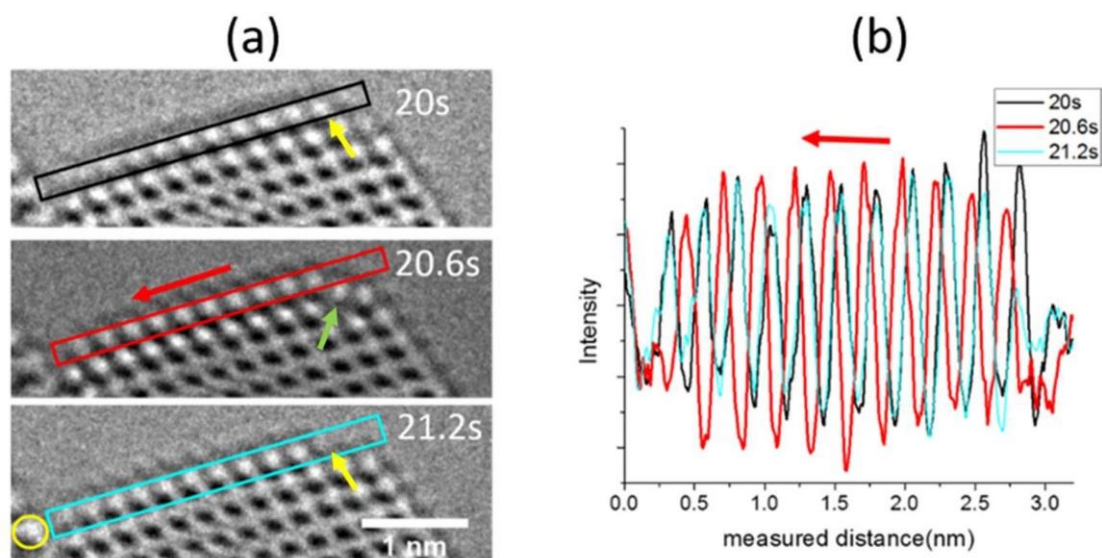 (a)
(b)
20s
20.6s
21.2s
1 nm
20s
20.6s
21.2s
Intensity
0.0 0.5 1.0 1.5 2.0 2.5 3.0
measured distance(nm)